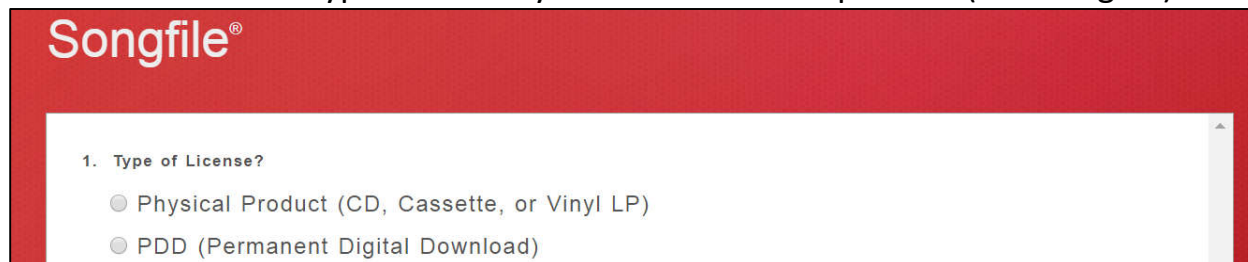 Songfile®
1. Type of License?
Physical Product (CD, Cassette, or Vinyl LP)
PDD (Permanent Digital Download)